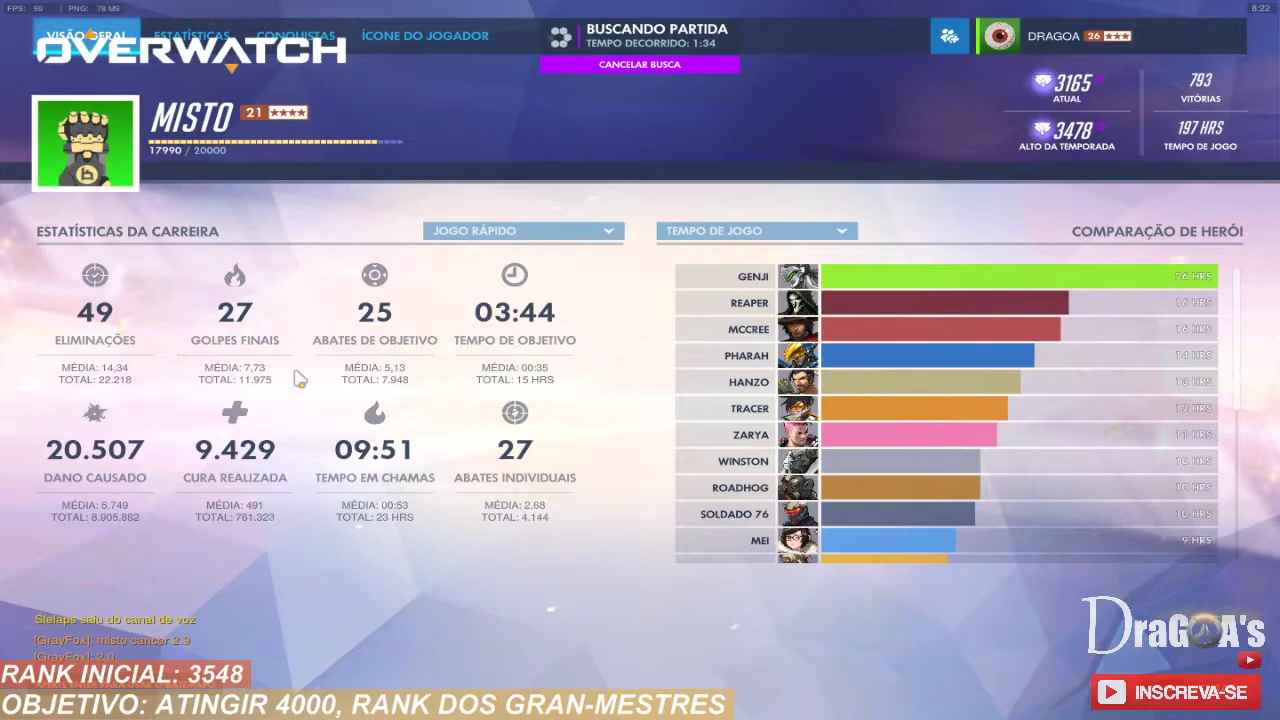 FPS: 59 | PNG: 78 MS
8:22
VISÃO GERAL ESTATÍSTICAS CONQUISTAS ÍCONE DO JOGADOR
OVERWATCH
BUSCANDO PARTIDA
TEMPO DECORRIDO: 1:34
CANCELAR BUSCA
DRAGOA 26
MISTO 21
17990 / 20000
3165
ATUAL
793
VITÓRIAS
3478
ALTO DA TEMPORADA
197 HRS
TEMPO DE JOGO
ESTATÍSTICAS DA CARREIRA
JOGO RÁPIDO
TEMPO DE JOGO
COMPARAÇÃO DE HERÓI
49
ELIMINAÇÕES
MÉDIA: 14,34
TOTAL: 22.218
27
GOLPES FINAIS
MÉDIA: 7,73
TOTAL: 11.975
25
ABATES DE OBJETIVO
MÉDIA: 5,13
TOTAL: 7.948
03:44
TEMPO DE OBJETIVO
MÉDIA: 00:35
TOTAL: 15 HRS
20.507
DANO CAUSADO
MÉDIA: 5.749
TOTAL: 8.905.882
9.429
CURA REALIZADA
MÉDIA: 491
TOTAL: 761.323
09:51
TEMPO EM CHAMAS
MÉDIA: 00:53
TOTAL: 23 HRS
27
ABATES INDIVIDUAIS
MÉDIA: 2,68
TOTAL: 4.144
GENJI 26 HRS
REAPER 16 HRS
MCCREE 16 HRS
PHARAH 14 HRS
HANZO 13 HRS
TRACER 12 HRS
ZARYA 11 HRS
WINSTON 10 HRS
ROADHOG 10 HRS
SOLDADO 76 10 HRS
MEI 9 HRS
Stelaps saiu do canal de voz
[GrayFox]: misto cancer 2.9
[GrayFox]: 2.0
RANK INICIAL: 3548
OBJETIVO: ATINGIR 4000, RANK DOS GRAN-MESTRES
DRAGOA's
INSCREVA-SE